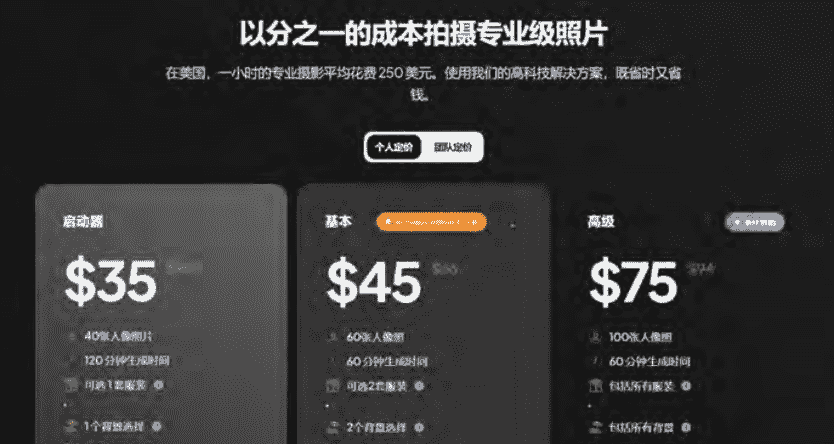 以分之一的成本拍摄专业级照片
在美国，一小时的专业摄影平均花费 250 美元。使用我们的高科技解决方案，既省时又省
钱。
个人定价 团队定价
启动器
$35
40张人像照片
120 分钟生成时间
可选 1 套服装
1 个背景选择
基本
$45
60张人像照
60 分钟生成时间
可选2套服装
2个背景选择
高级
$75
100张人像照
60 分钟生成时间
包括所有服装
包括所有背景